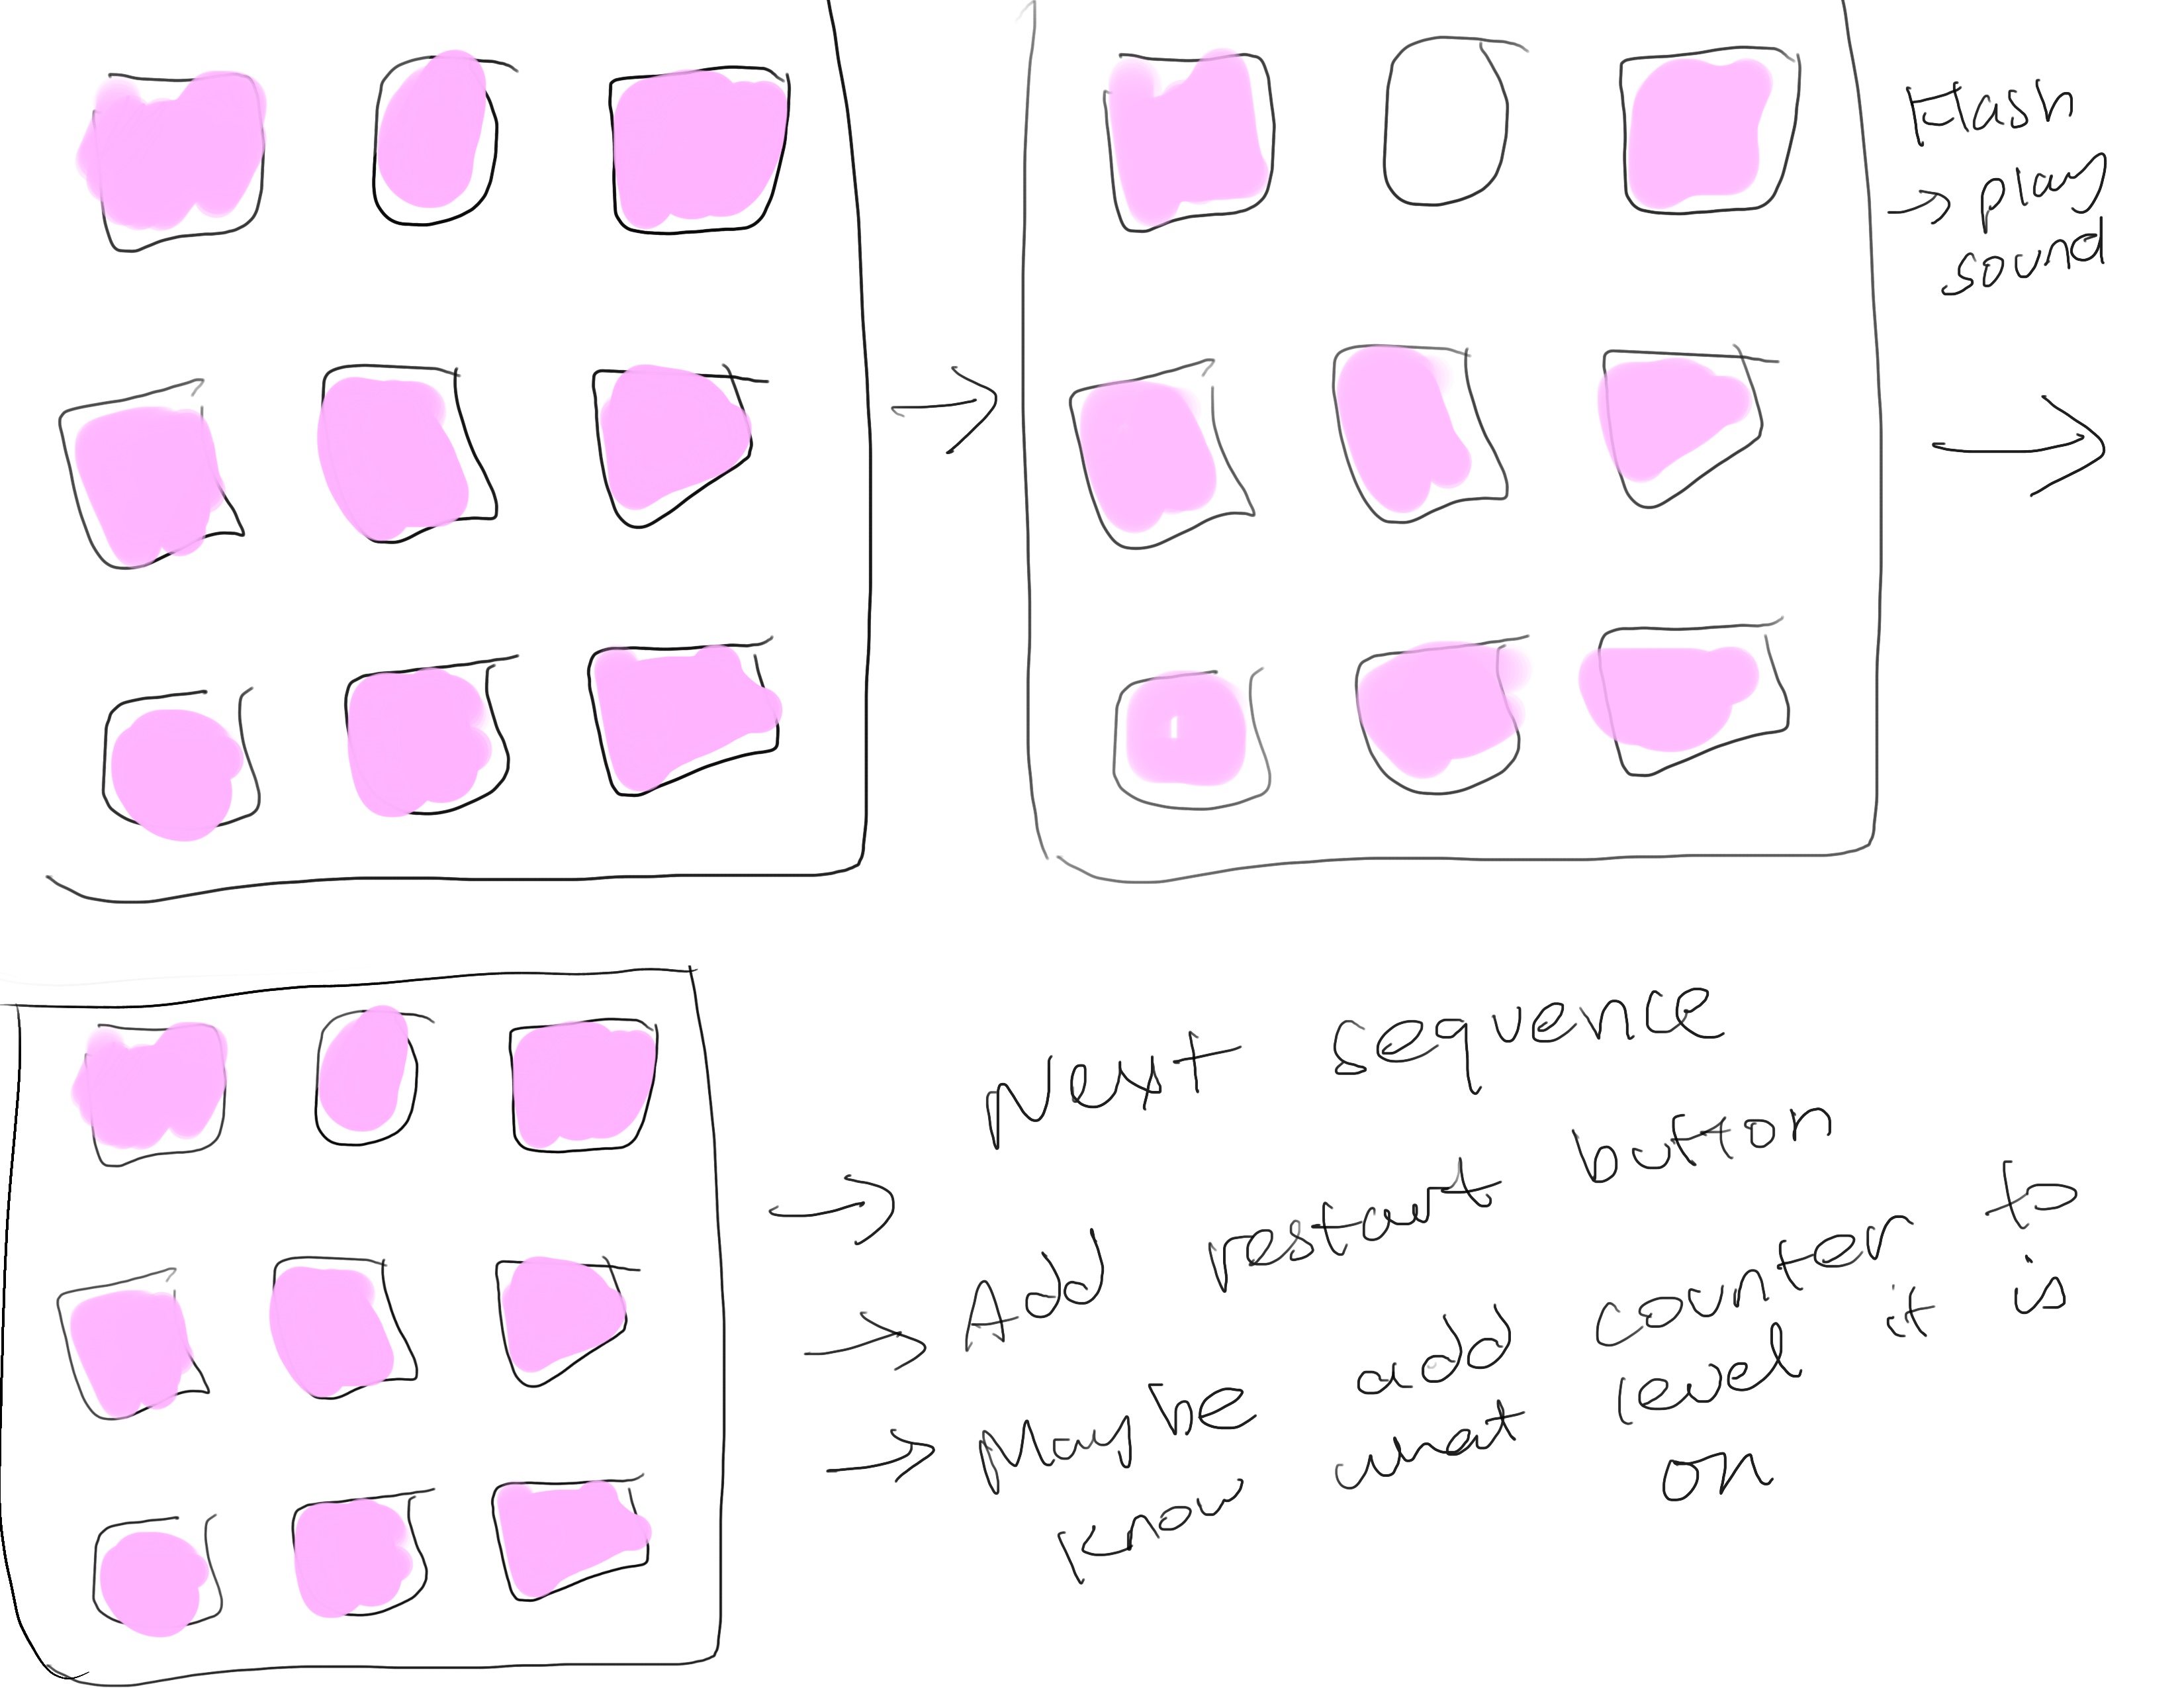 Flash
→ play
sound
→ Next sequence
→ Add restart button
→ Maybe add counter to
know what level it is
on